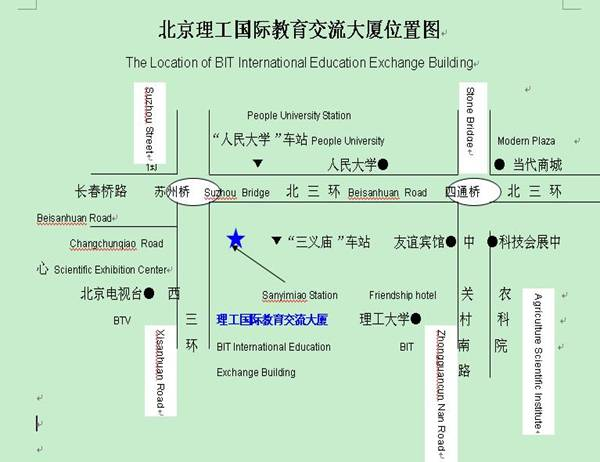 北京理工国际教育交流大厦位置图
The Location of BIT International Education Exchange Building
Suzhou Street
Stone Bridge
People University Station
“人民大学”车站 People University
Modern Plaza
街
人民大学
当代商城
长春桥路 苏州桥 Suzhou Bridge 北 三 环 Beisanhuan Road 四通桥 北 三 环
Beisanhuan Road
Changchunqiao Road
“三义庙”车站 友谊宾馆 中 科技会展中
心 Scientific Exhibition Center
北京电视台 西
Sanyimiao Station
Friendship hotel
关 农
BTV
三
理工国际教育交流大厦
理工大学
村 科
环
BIT International Education
BIT
南 院
Exchange Building
路
Xisanhuan Road
Zhongguancun Nan Road
Agriculture Scientific Institute